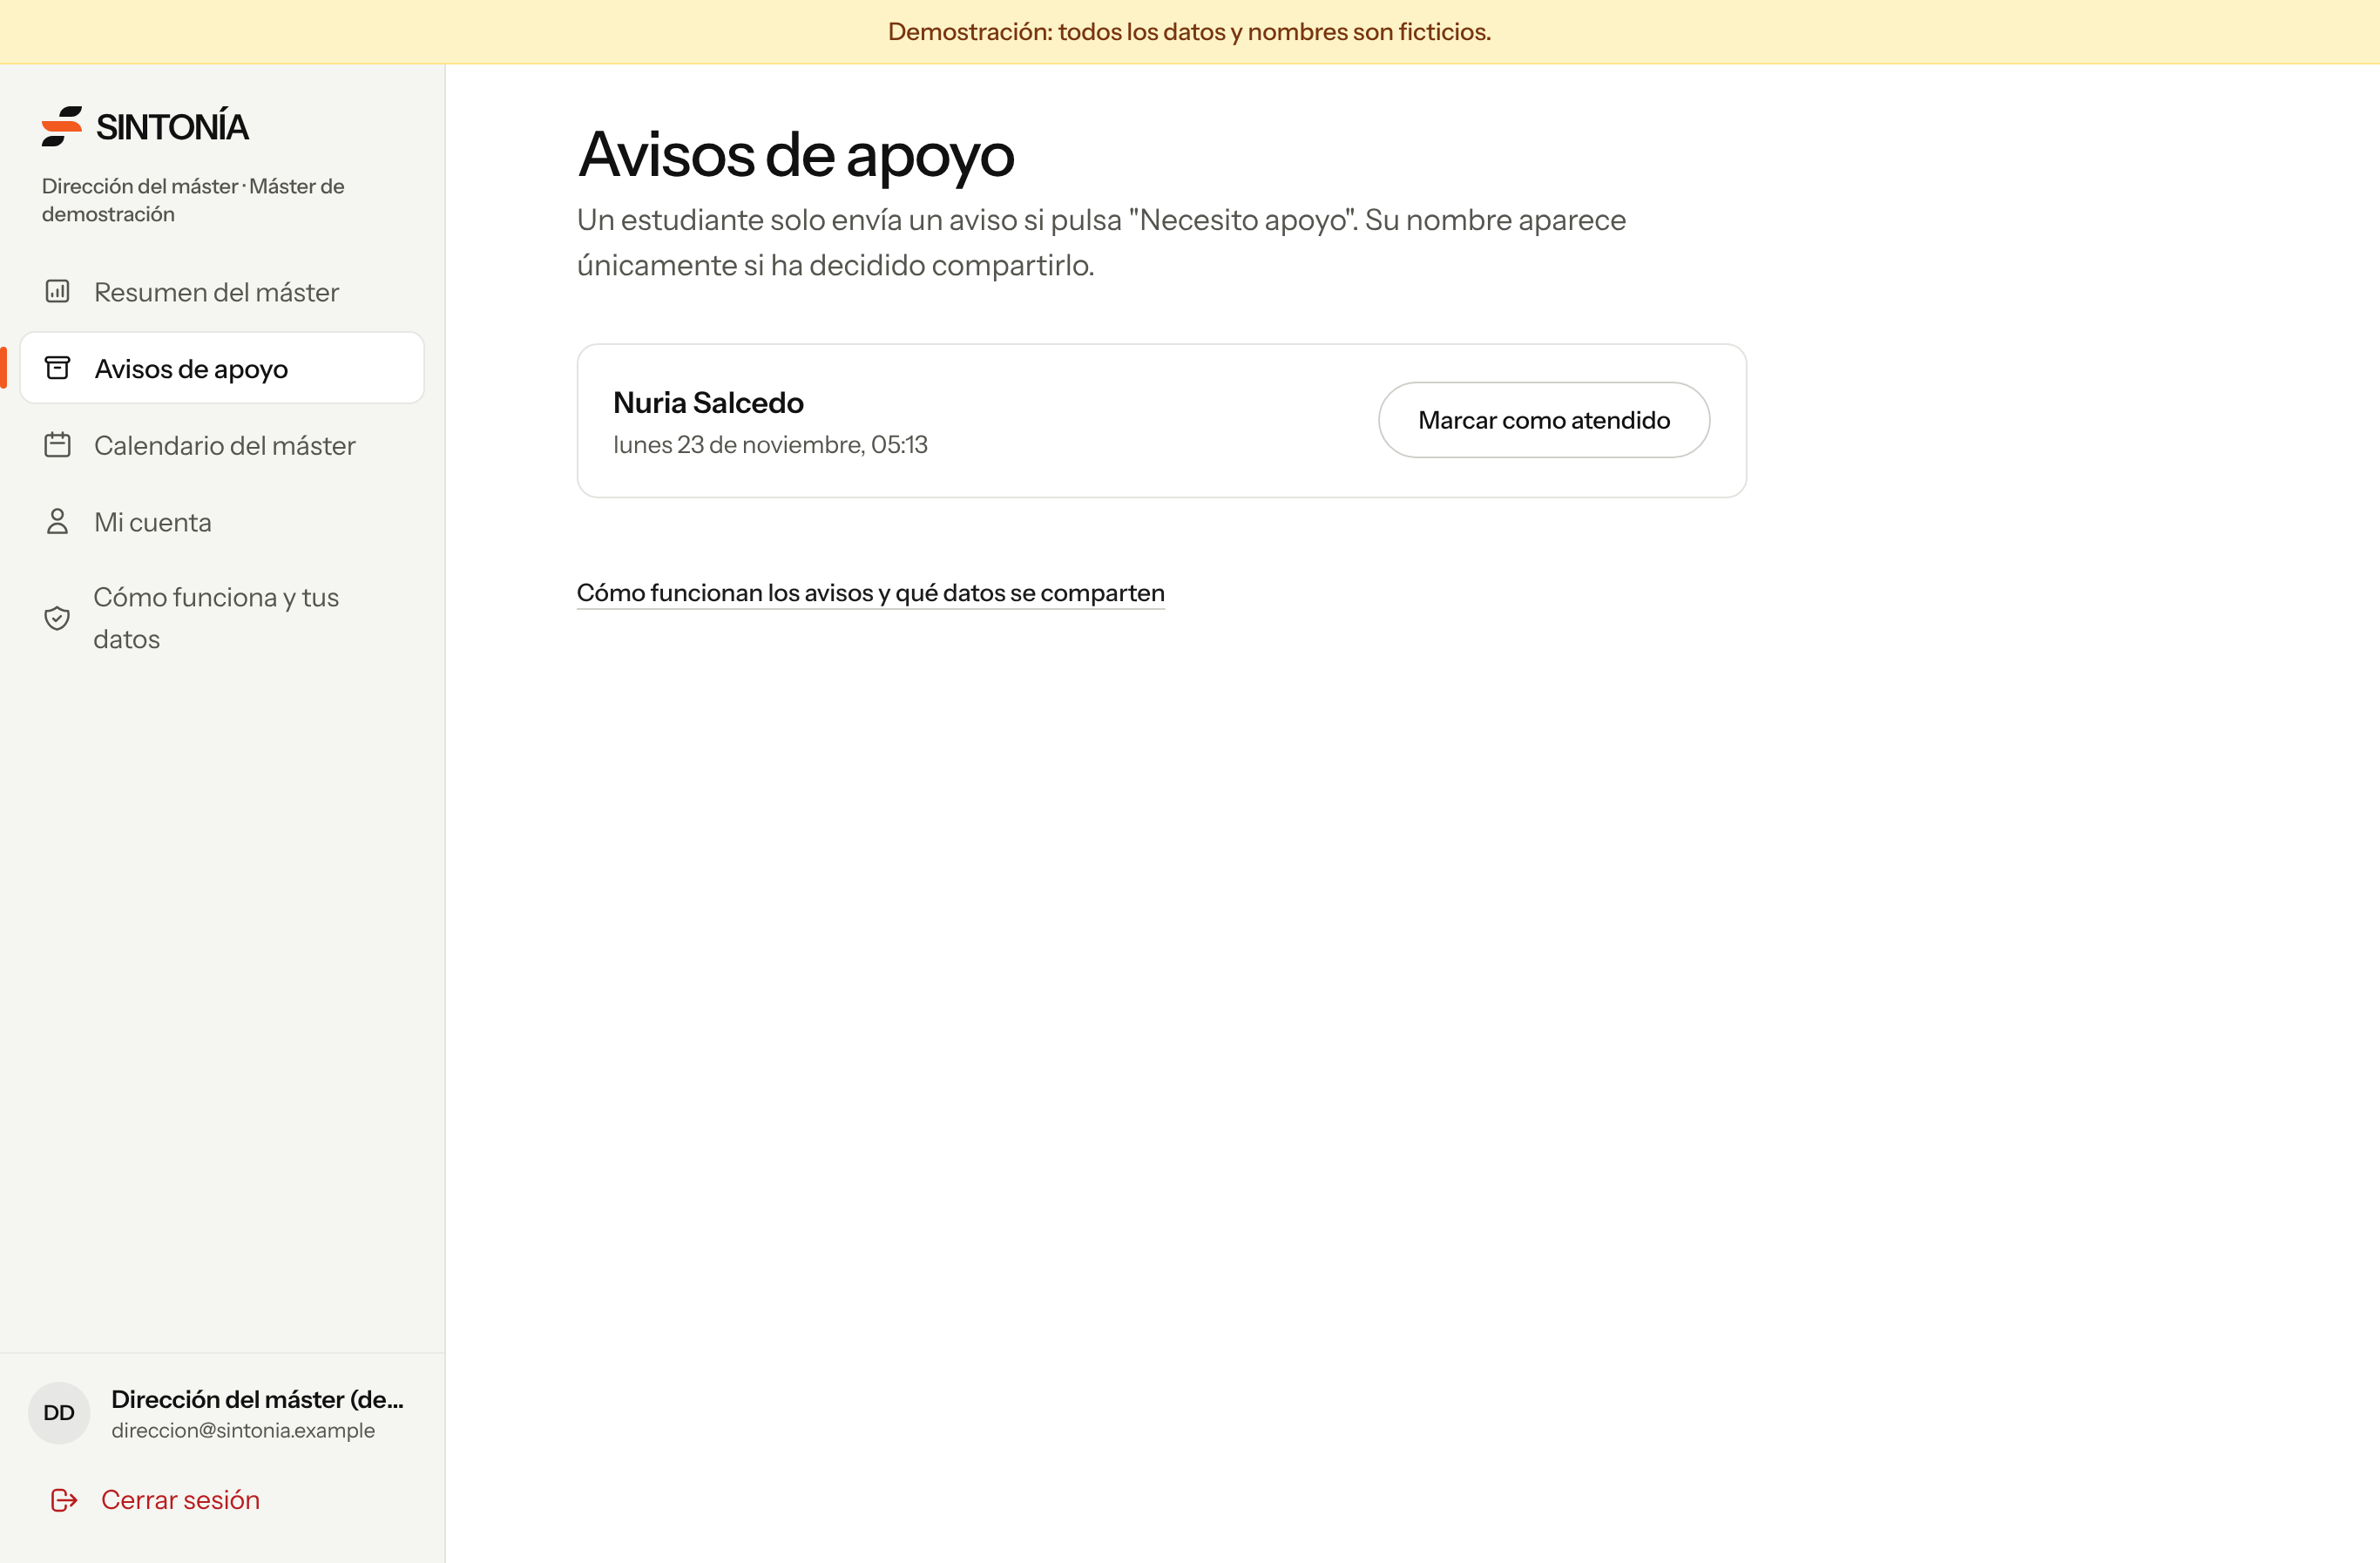 Demostración: todos los datos y nombres son ficticios.
SINTONÍA
Dirección del máster · Máster de
demostración
Resumen del máster
Avisos de apoyo
Calendario del máster
Mi cuenta
Cómo funciona y tus
datos
Dirección del máster (de...
DD
direccion@sintonia.example
Cerrar sesión
Avisos de apoyo
Un estudiante solo envía un aviso si pulsa "Necesito apoyo". Su nombre aparece
únicamente si ha decidido compartirlo.
Nuria Salcedo
lunes 23 de noviembre, 05:13
Marcar como atendido
Cómo funcionan los avisos y qué datos se comparten